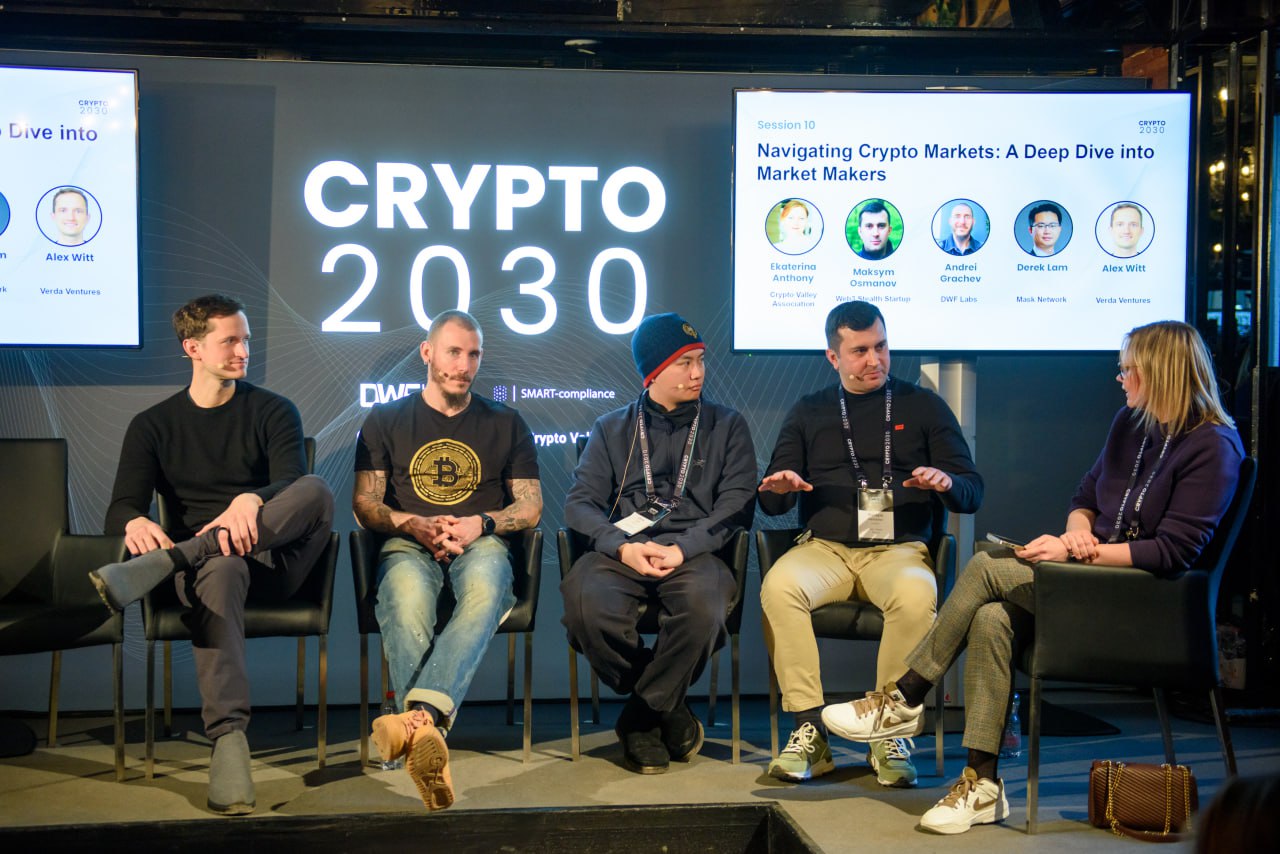 CRYPTO
2030
Dive into
Alex Witt
Verda Ventures
CRYPTO
2030
DWF
SMART-compliance
Session 10
CRYPTO
2030
Navigating Crypto Markets: A Deep Dive into
Market Makers
Ekaterina
Anthony
Crypto Valley
Association
Maksym
Osmanov
Web3 Stealth Startup
Andrei
Grachev
DWF Labs
Derek Lam
Mask Network
Alex Witt
Verda Ventures